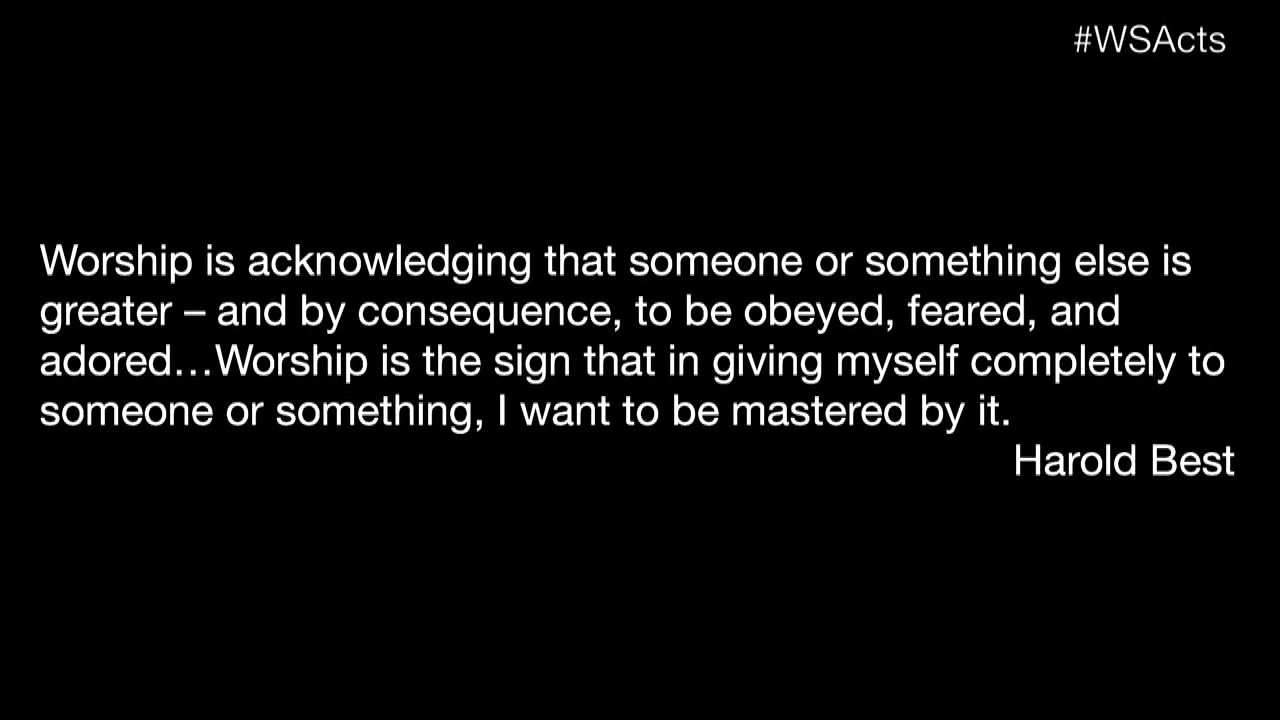 #WSActs
Worship is acknowledging that someone or something else is
greater – and by consequence, to be obeyed, feared, and
adored…Worship is the sign that in giving myself completely to
someone or something, I want to be mastered by it.
Harold Best